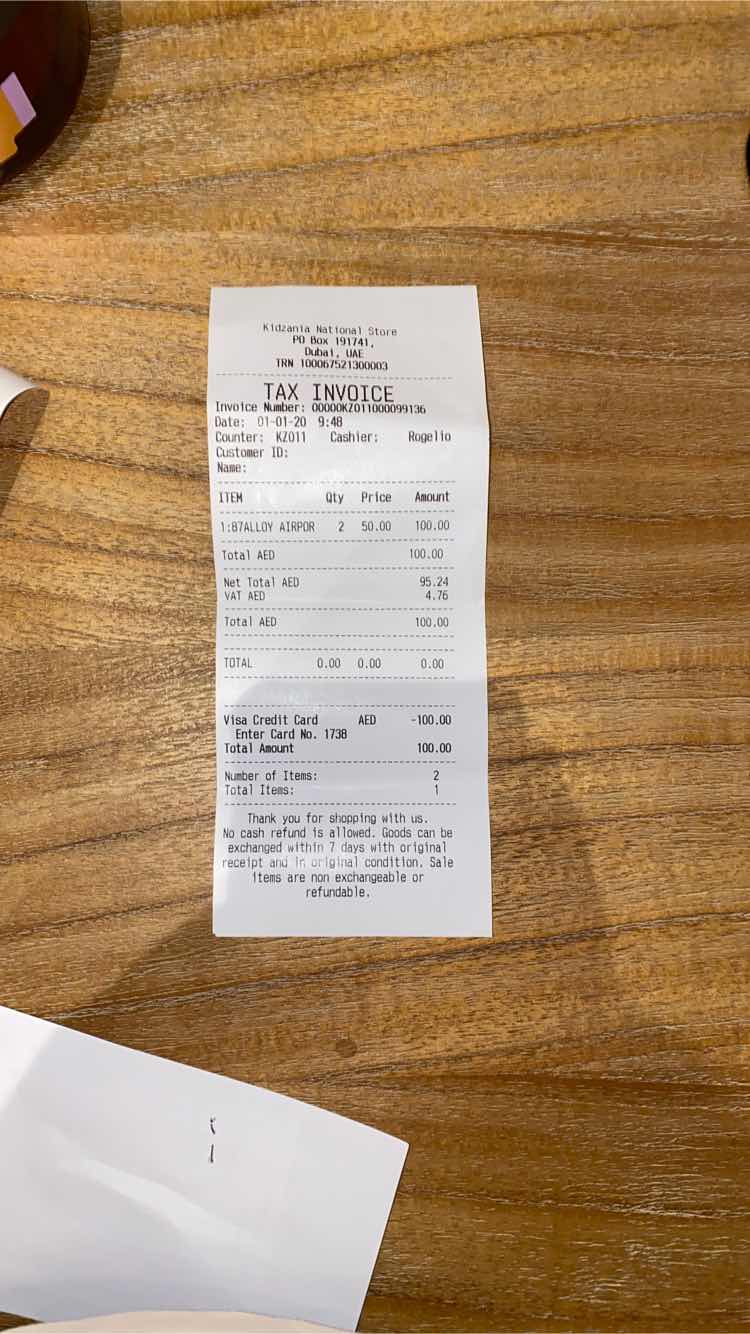 Kidzania National Store
PO Box 191741,
Dubai, UAE
TRN 100067521300003
TAX INVOICE
Invoice Number: 00000KZ011000099136
Date: 01-01-20 9:48
Counter: KZ011 Cashier: Rogelio
Customer ID:
Name:
ITEM Qty Price Amount
1:87ALLOY AIRPOR 2 50.00 100.00
Total AED 100.00
Net Total AED 95.24
VAT AED 4.76
Total AED 100.00
TOTAL 0.00 0.00 0.00
Visa Credit Card AED -100.00
Enter Card No. 1738
Total Amount 100.00
Number of Items: 2
Total Items: 1
Thank you for shopping with us.
No cash refund is allowed. Goods can be
exchanged within 7 days with original
receipt and in original condition. Sale
items are non exchangeable or
refundable.